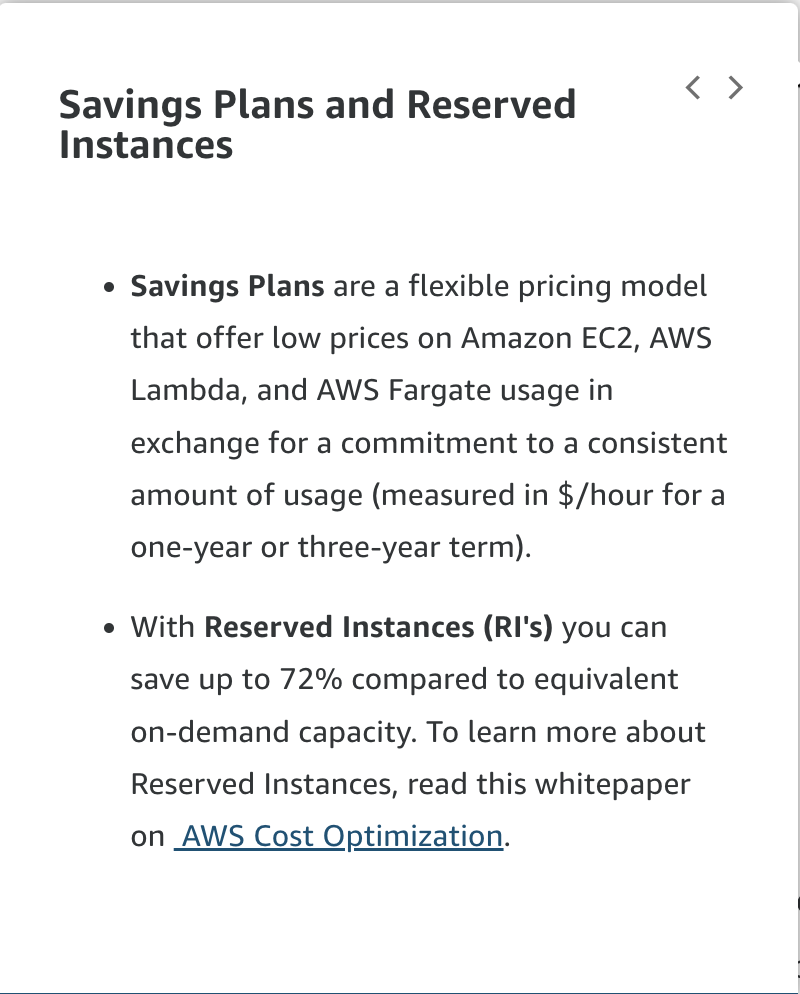 Savings Plans and Reserved
Instances
• Savings Plans are a flexible pricing model
that offer low prices on Amazon EC2, AWS
Lambda, and AWS Fargate usage in
exchange for a commitment to a consistent
amount of usage (measured in $/hour for a
one-year or three-year term).
• With Reserved Instances (RI's) you can
save up to 72% compared to equivalent
on-demand capacity. To learn more about
Reserved Instances, read this whitepaper
on AWS Cost Optimization.